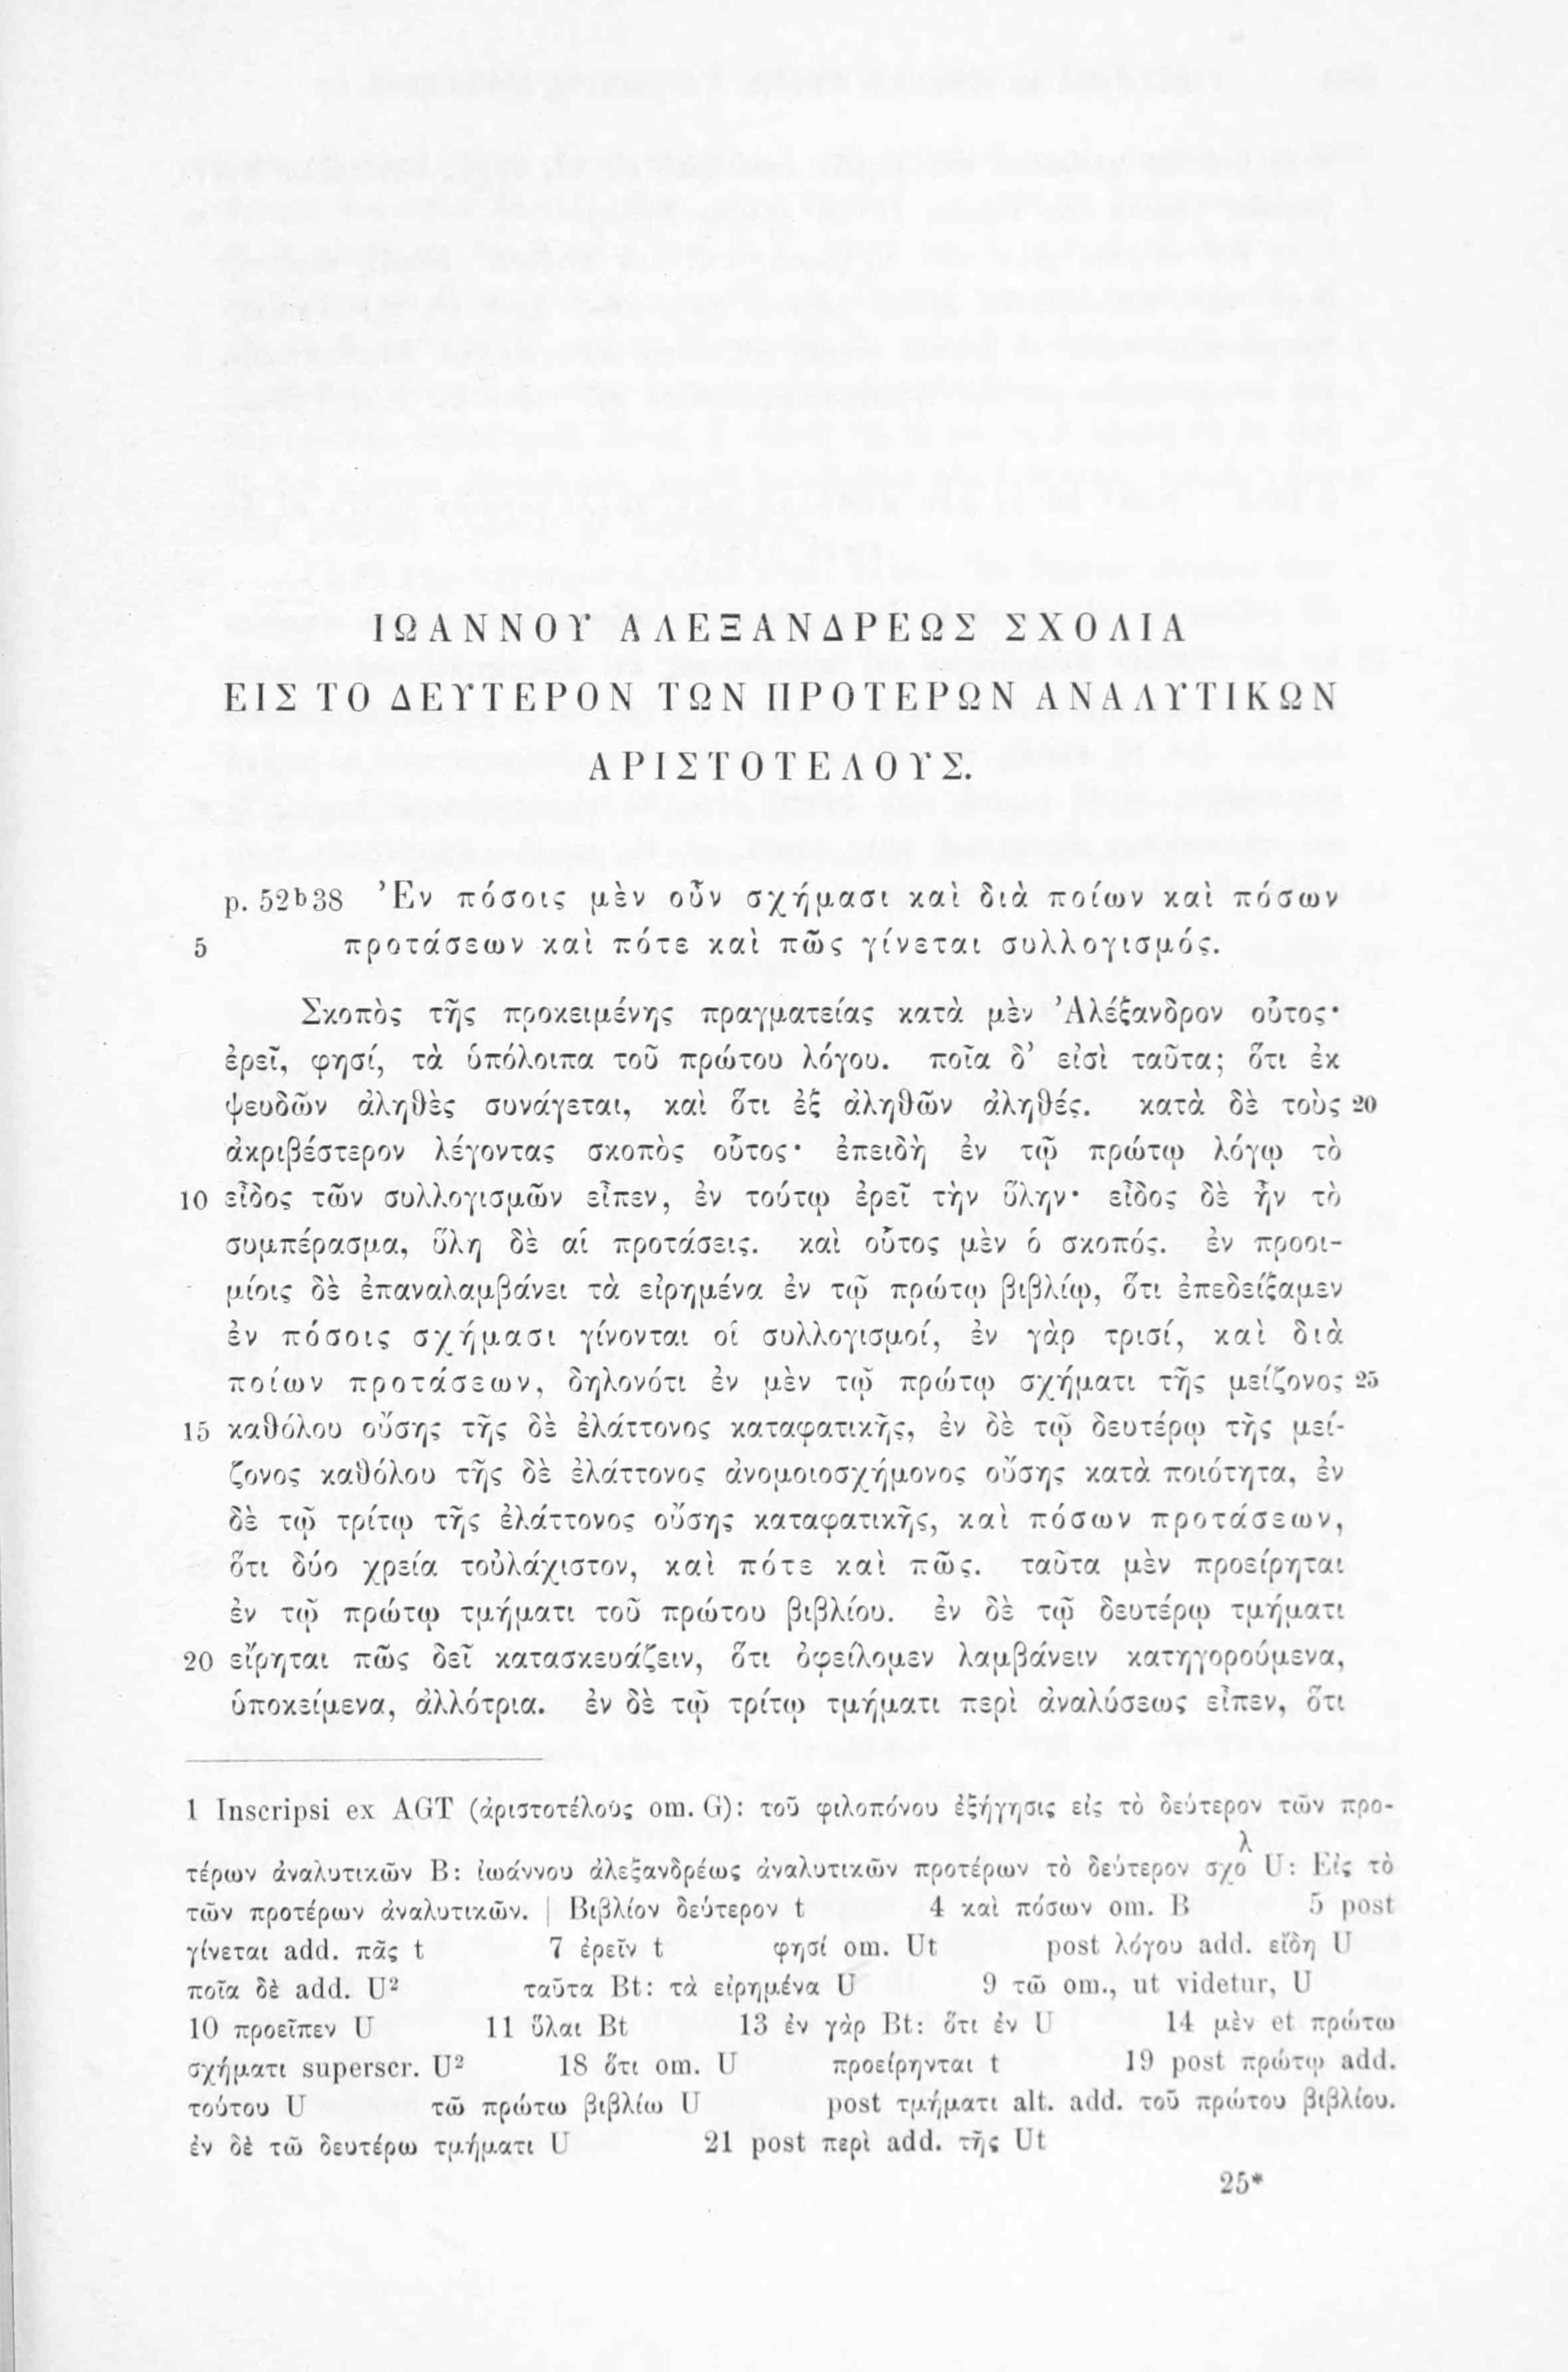 ΙΩΑΝΝΟΥ ΑΛΕΞΑΝΔΡΕΩΣ ΣΧΟΛΙΑ
ΕΙΣ ΤΟ ΔΕΥΤΕΡΟΝ ΤΩΝ ΠΡΟΤΕΡΩΝ ΑΝΑΛΥΤΙΚΩΝ
ΑΡΙΣΤΟΤΕΛΟΥΣ.
p. 52b38 Ἐν πόσοις μὲν οὖν σχήμασι καὶ διὰ ποίων καὶ πόσων
5 προτάσεων καὶ πότε καὶ πῶς γίνεται συλλογισμός.
Σκοπὸς τῆς προκειμένης πραγματείας κατὰ μὲν Ἀλέξανδρον οὗτος·
ἐρεῖ, φησί, τὰ ὑπόλοιπα τοῦ πρώτου λόγου. ποῖα δ’ εἰσὶ ταῦτα; ὅτι ἐκ
ψευδῶν ἀληθὲς συνάγεται, καὶ ὅτι ἐξ ἀληθῶν ἀληθές. κατὰ δὲ τοὺς 20
ἀκριβέστερον λέγοντας σκοπὸς οὗτος· ἐπειδὴ ἐν τῷ πρώτῳ λόγῳ τὸ
10 εἶδος τῶν συλλογισμῶν εἶπεν, ἐν τούτῳ ἐρεῖ τὴν ὕλην· εἶδος δὲ ἦν τὸ
συμπέρασμα, ὕλη δὲ αἱ προτάσεις. καὶ οὗτος μὲν ὁ σκοπός. ἐν προοι-
μίοις δὲ ἐπαναλαμβάνει τὰ εἰρημένα ἐν τῷ πρώτῳ βιβλίῳ, ὅτι ἐπεδείξαμεν
ἐν πόσοις σχήμασι γίνονται οἱ συλλογισμοί, ἐν γὰρ τρισί, καὶ διὰ
ποίων προτάσεων, δηλονότι ἐν μὲν τῷ πρώτῳ σχήματι τῆς μείζονος 25
15 καθόλου οὔσης τῆς δὲ ἐλάττονος καταφατικῆς, ἐν δὲ τῷ δευτέρῳ τῆς μεί-
ζονος καθόλου τῆς δὲ ἐλάττονος ἀνομοιοσχήμονος οὔσης κατὰ ποιότητα, ἐν
δὲ τῷ τρίτῳ τῆς ἐλάττονος οὔσης καταφατικῆς, καὶ πόσων προτάσεων,
ὅτι δύο χρεία τοὐλάχιστον, καὶ πότε καὶ πῶς. ταῦτα μὲν προείρηται
ἐν τῷ πρώτῳ τμήματι τοῦ πρώτου βιβλίου. ἐν δὲ τῷ δευτέρῳ τμήματι
20 εἴρηται πῶς δεῖ κατασκευάζειν, ὅτι ὀφείλομεν λαμβάνειν κατηγορούμενα,
ὑποκείμενα, ἀλλότρια. ἐν δὲ τῷ τρίτῳ τμήματι περὶ ἀναλύσεως εἶπεν, ὅτι
1 Inscripsi ex AGT (ἀριστοτέλους om. G): τοῦ φιλοπόνου ἐξήγησις εἰς τὸ δεύτερον τῶν προ-
τέρων ἀναλυτικῶν B: ἰωάννου ἀλεξανδρέως ἀναλυτικῶν προτέρων τὸ δεύτερον σχολ U: Εἰς τὸ
τῶν προτέρων ἀναλυτικῶν. | Βιβλίον δεύτερον t 4 καὶ πόσων om. B 5 post
γίνεται add. πᾶς t 7 ἐρεῖν t φησί om. Ut post λόγου add. εἴδη U
ποῖα δὲ add. U² ταῦτα Bt: τὰ εἰρημένα U 9 τῶ om., ut videtur, U
10 προεῖπεν U 11 ὕλαι Bt 13 ἐν γὰρ Bt: ὅτι ἐν U 14 μὲν et πρώτω
σχήματι superscr. U² 18 ὅτι om. U προείρηνται t 19 post πρώτῳ add.
τούτου U τῶ πρώτω βιβλίω U post τμήματι alt. add. τοῦ πρώτου βιβλίου.
ἐν δὲ τῶ δευτέρω τμήματι U 21 post περὶ add. τῆς Ut
25*